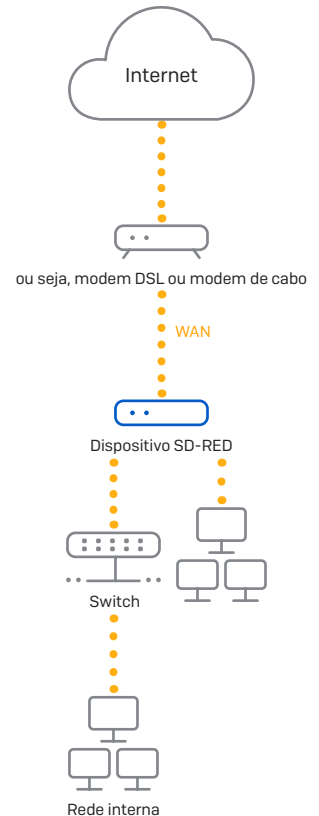 Internet
ou seja, modem DSL ou modem de cabo
WAN
Dispositivo SD-RED
Switch
Rede interna